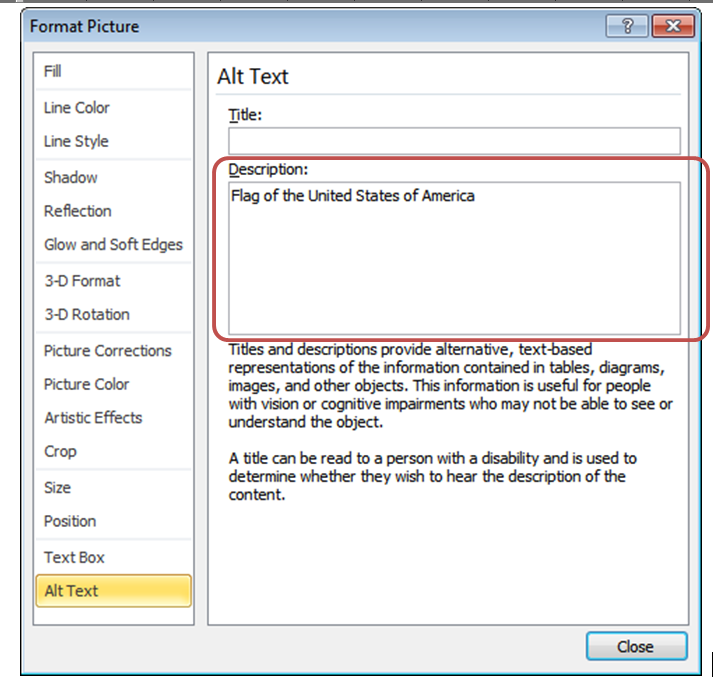 Format Picture
?
Fill
Line Color
Line Style
Shadow
Reflection
Glow and Soft Edges
3-D Format
3-D Rotation
Picture Corrections
Picture Color
Artistic Effects
Crop
Size
Position
Text Box
Alt Text
Alt Text
Title:
Description:
Flag of the United States of America
Titles and descriptions provide alternative, text-based
representations of the information contained in tables, diagrams,
images, and other objects. This information is useful for people
with vision or cognitive impairments who may not be able to see or
understand the object.
A title can be read to a person with a disability and is used to
determine whether they wish to hear the description of the
content.
Close